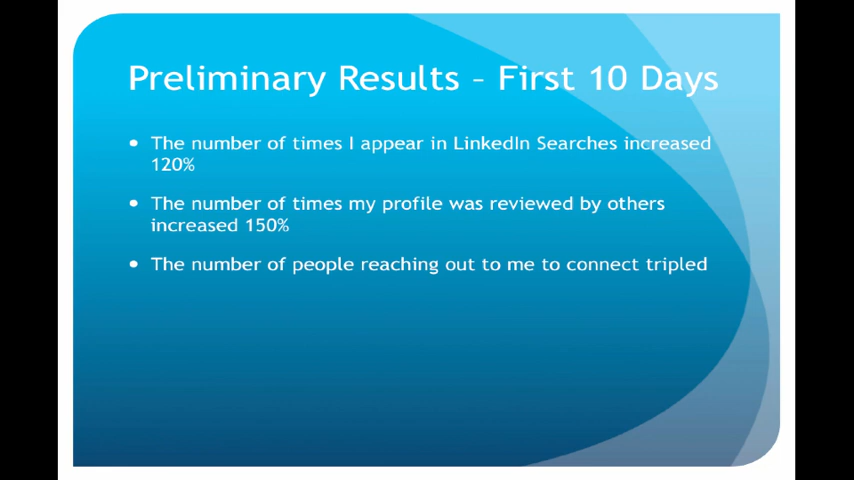 Preliminary Results – First 10 Days
• The number of times I appear in LinkedIn Searches increased
120%
• The number of times my profile was reviewed by others
increased 150%
• The number of people reaching out to me to connect tripled